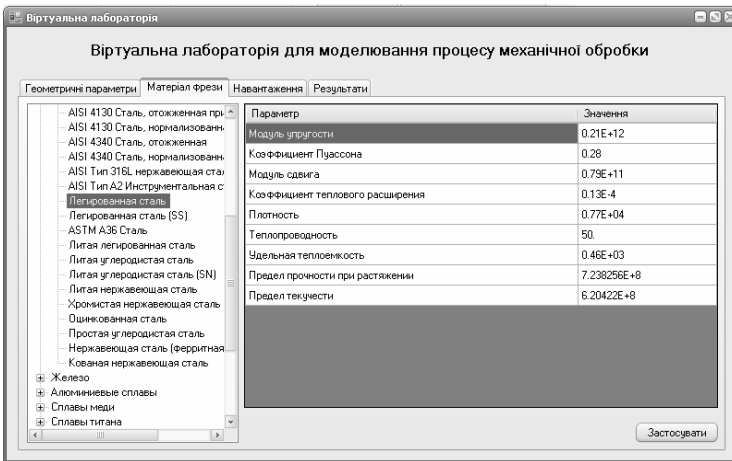 Віртуальна лабораторія
Віртуальна лабораторія для моделювання процесу механічної обробки
Геометричні параметри Матеріал фрези Навантаження Результати
AISI 4130 Сталь, отожженная при
AISI 4130 Сталь, нормализованн
AISI 4340 Сталь, отожженная
AISI 4340 Сталь, нормализованн
AISI Тип 316L нержавеющая стал
AISI Тип A2 Инструментальная с
Легированная сталь
Легированная сталь (SS)
ASTM A36 Сталь
Литая легированная сталь
Литая углеродистая сталь
Литая углеродистая сталь (SN)
Литая нержавеющая сталь
Хромистая нержавеющая сталь
Оцинкованная сталь
Простая углеродистая сталь
Нержавеющая сталь (ферритная
Кованая нержавеющая сталь
Железо
Алюминиевые сплавы
Сплавы меди
Сплавы титана
Параметр Значення
Модуль упругости 0.21E+12
Коэффициент Пуассона 0.28
Модуль сдвига 0.79E+11
Коэффициент теплового расширения 0.13E-4
Плотность 0.77E+04
Теплопроводность 50.
Удельная теплоемкость 0.46E+03
Предел прочности при растяжении 7.238256E+8
Предел текучести 6.20422E+8
Застосувати